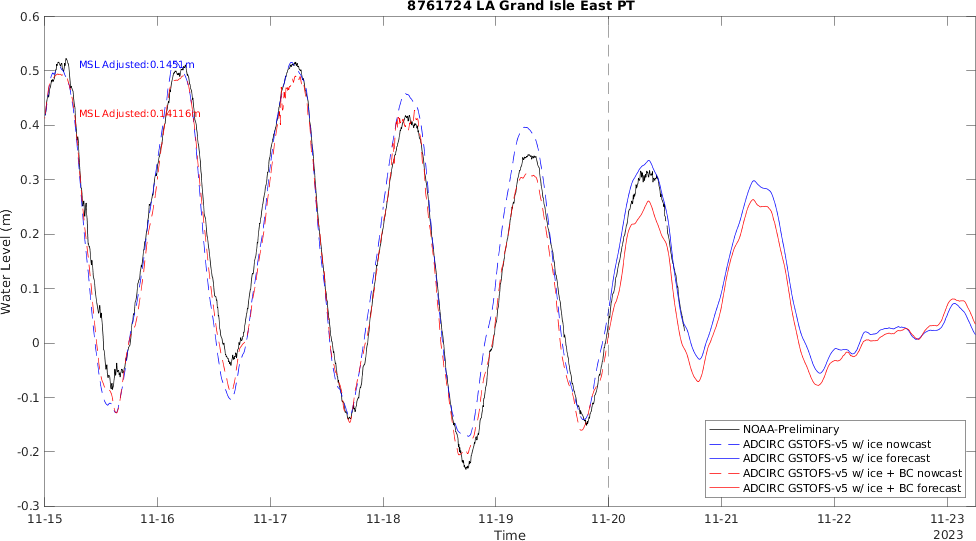 8761724 LA Grand Isle East PT
0.6
0.5
0.4
0.3
0.2
0.1
0
-0.1
-0.2
-0.3
Water Level (m)
MSL Adjusted:0.1451m
MSL Adjusted:0.14116m
NOAA-Preliminary
ADCIRC GSTOFS-v5 w/ ice nowcast
ADCIRC GSTOFS-v5 w/ ice forecast
ADCIRC GSTOFS-v5 w/ ice + BC nowcast
ADCIRC GSTOFS-v5 w/ ice + BC forecast
11-15 11-16 11-17 11-18 11-19 11-20 11-21 11-22 11-23
Time
2023